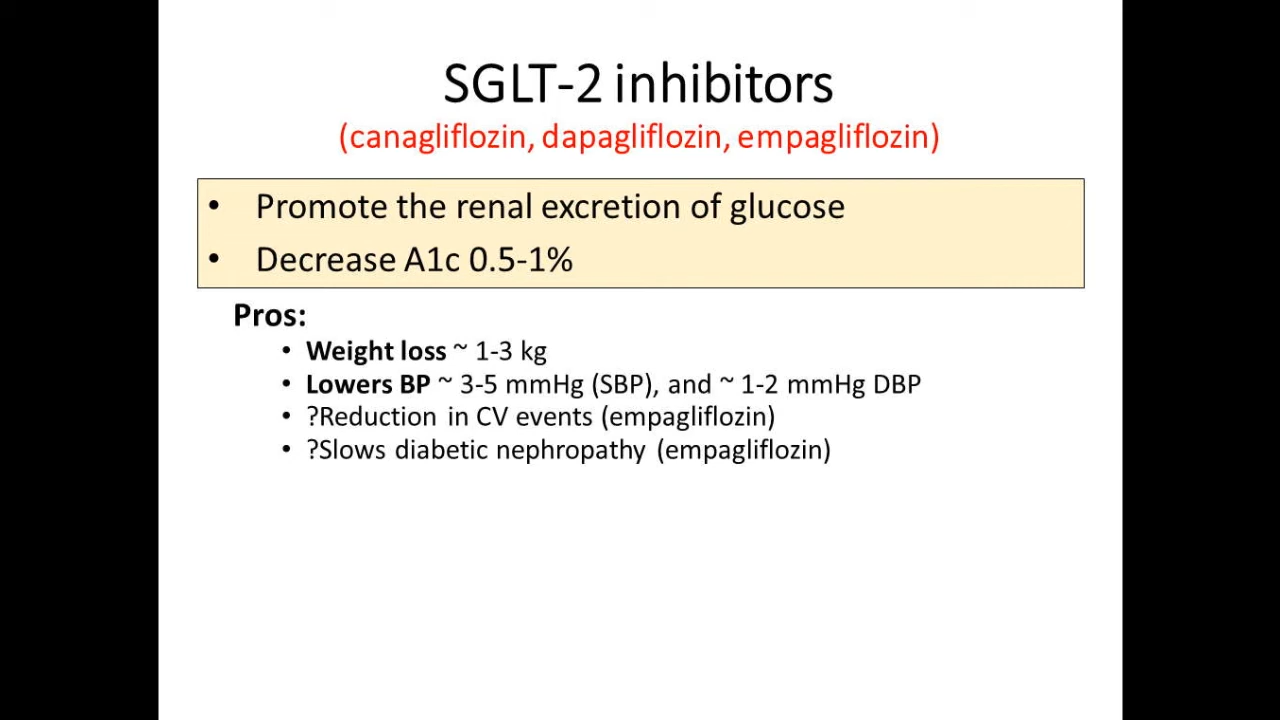 SGLT-2 inhibitors
(canagliflozin, dapagliflozin, empagliflozin)
• Promote the renal excretion of glucose
• Decrease A1c 0.5-1%
Pros:
• Weight loss ~ 1-3 kg
• Lowers BP ~ 3-5 mmHg (SBP), and ~ 1-2 mmHg DBP
• ?Reduction in CV events (empagliflozin)
• ?Slows diabetic nephropathy (empagliflozin)